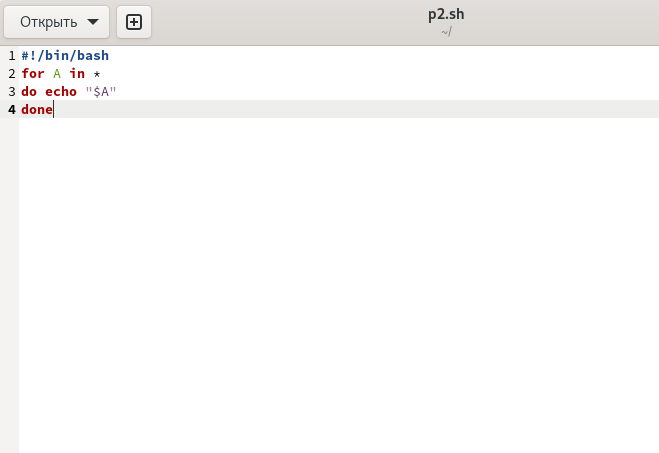 Открыть
p2.sh
~/
1 #!/bin/bash
2 for A in *
3 do echo "$A"
4 done